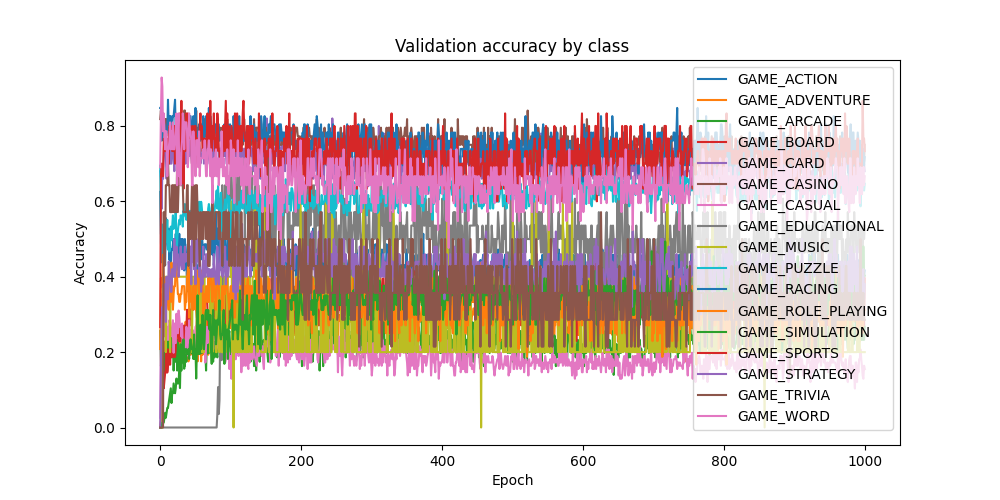 Validation accuracy by class
Accuracy
0.8
0.6
0.4
0.2
0.0
0
200
400
600
800
1000
Epoch
GAME_ACTION
GAME_ADVENTURE
GAME_ARCADE
GAME_BOARD
GAME_CARD
GAME_CASINO
GAME_CASUAL
GAME_EDUCATIONAL
GAME_MUSIC
GAME_PUZZLE
GAME_RACING
GAME_ROLE_PLAYING
GAME_SIMULATION
GAME_SPORTS
GAME_STRATEGY
GAME_TRIVIA
GAME_WORD